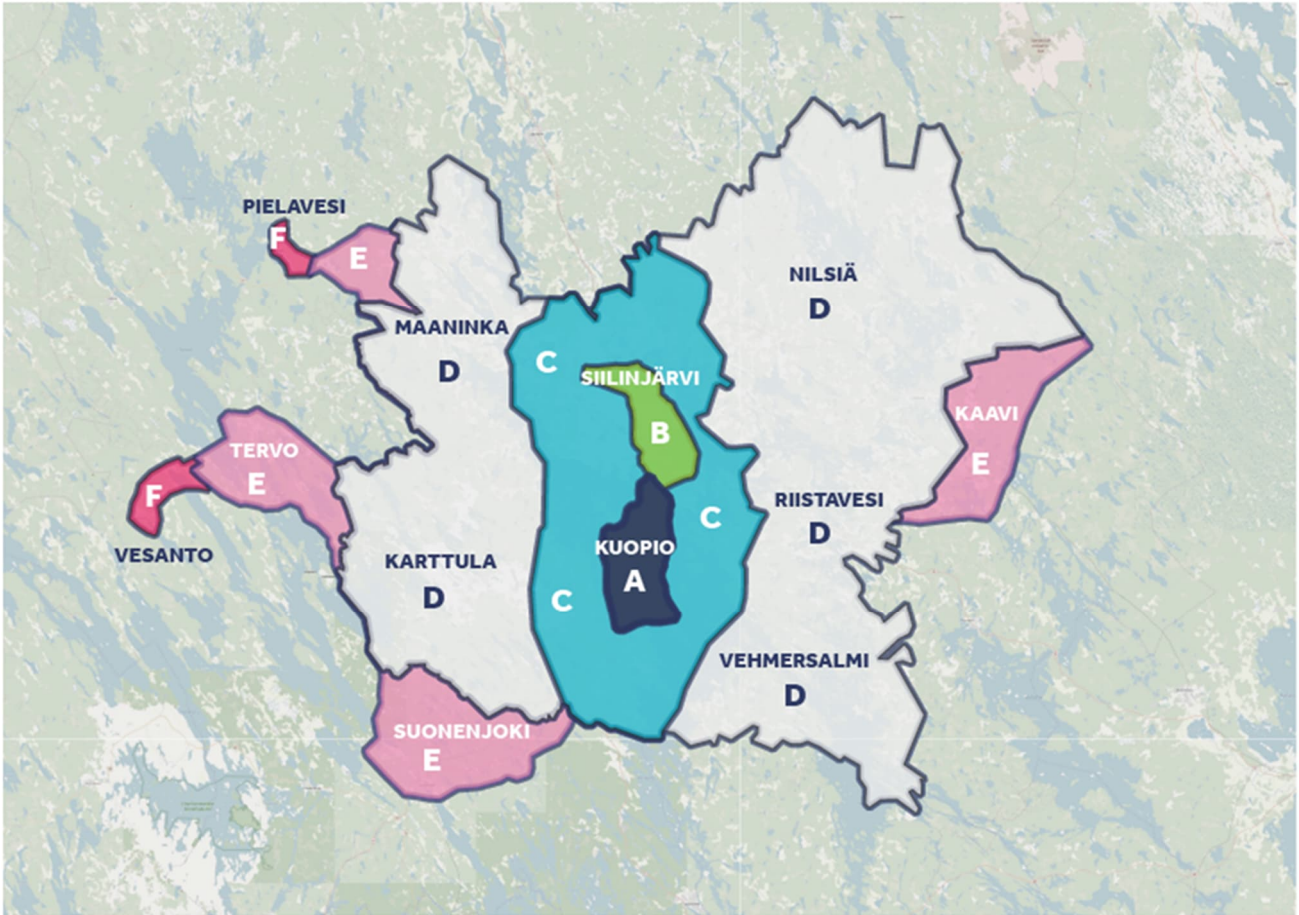 PIELAVESI
F
E
NILSIÄ
D
MAANINKA
D
C
SIILINJÄRVI
B
KAAVI
E
TERVO
E
F
VESANTO
RIISTAVESI
D
C
KUOPIO
A
KARTTULA
D
C
VEHMERSALMI
D
SUONENJOKI
E